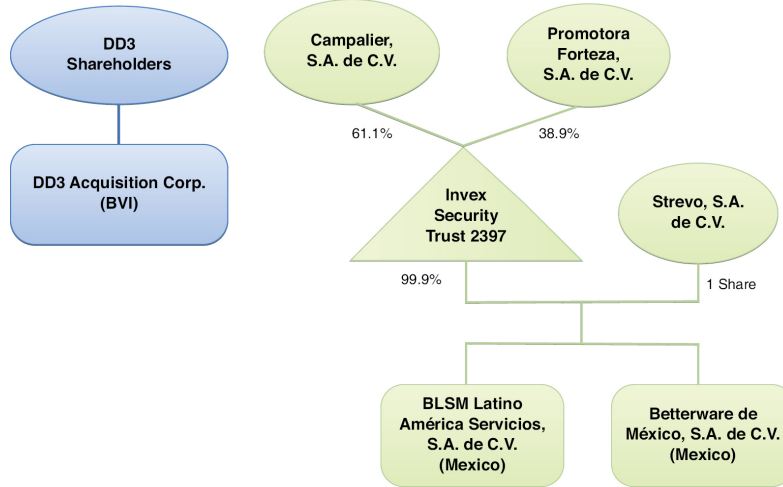 DD3
Shareholders
Campalier,
S.A. de C.V.
Promotora
Forteza,
S.A. de C.V.
61.1%
38.9%
DD3 Acquisition Corp.
(BVI)
Invex
Security
Trust 2397
Strevo, S.A.
de C.V.
99.9%
1 Share
BLSM Latino
América Servicios,
S.A. de C.V.
(Mexico)
Betterware de
México, S.A. de C.V.
(Mexico)